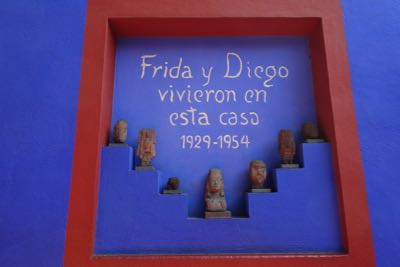 Frida y Diego
vivieron en
esta casa
1929-1954